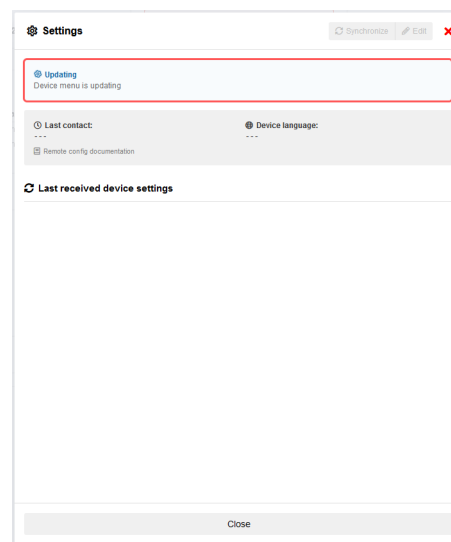 Settings
Synchronize
Edit
Updating
Device menu is updating
Last contact:
Device language:
---
---
Remote config documentation
Last received device settings
Close